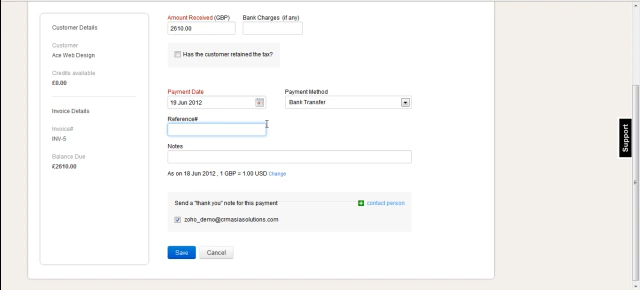 Customer Details
Customer
Ace Web Design
Credits available
£0.00
Invoice Details
Invoice#
INV-5
Balance Due
£2610.00
Amount Received (GBP)
Bank Charges (if any)
2610.00
Has the customer retained the tax?
Payment Date
Payment Method
19 Jun 2012
Bank Transfer
Reference#
Notes
As on 18 Jun 2012 , 1 GBP = 1.00 USD Change
Send a "thank you" note for this payment
contact person
zoho_demo@crmasiasolutions.com
Save
Cancel
Support